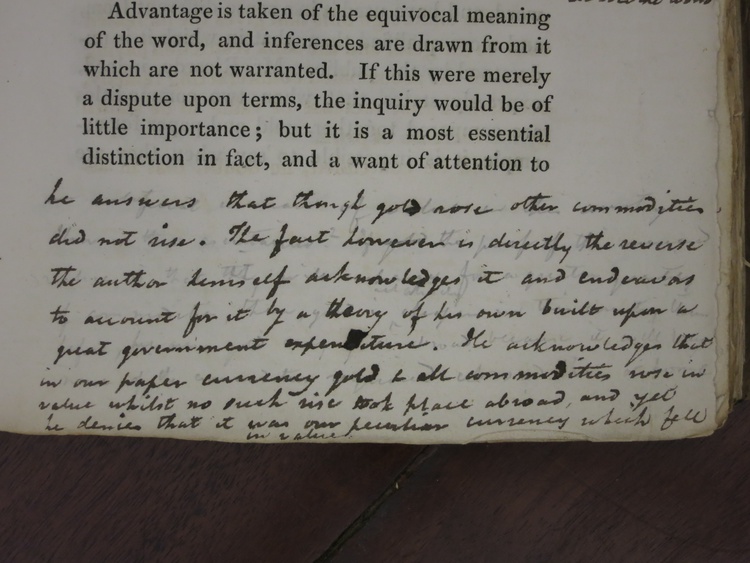 Advantage is taken of the equivocal meaning
of the word, and inferences are drawn from it
which are not warranted. If this were merely
a dispute upon terms, the inquiry would be of
little importance; but it is a most essential
distinction in fact, and a want of attention to
he answers that though gold rose other commodities
did not rise. The fact however is directly the reverse
the author himself acknowledges it and endeavors
to account for it by a theory of his own built upon a
great government expenditure. He acknowledges that
in our paper currency gold & all commodities rose in
value whilst no such rise took place abroad, and yet
he denies that it was our peculiar currency which fell
in value.